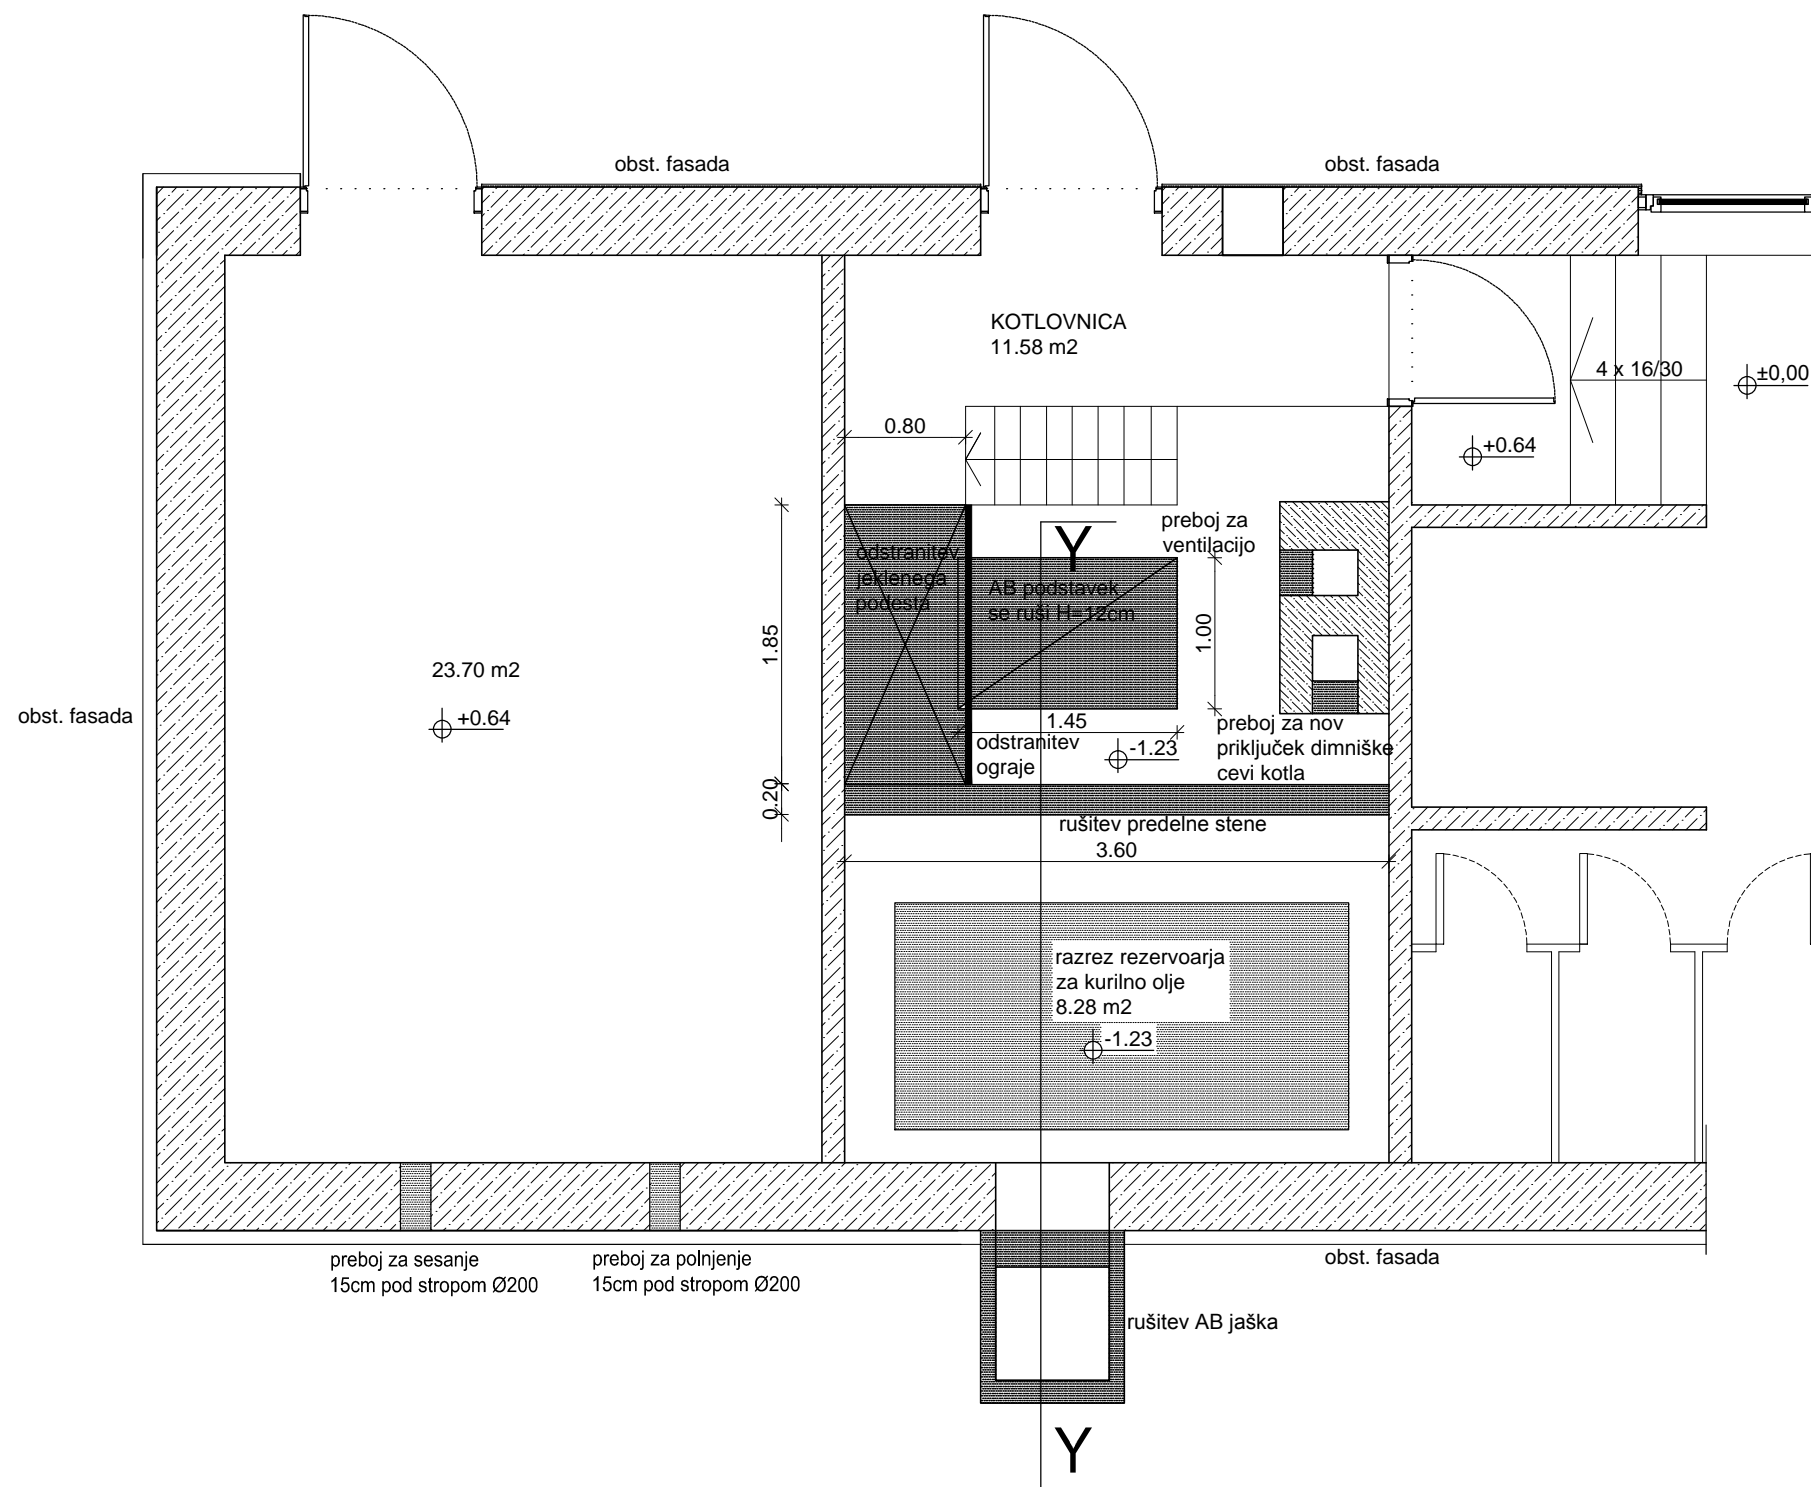 obst. fasada
obst. fasada
KOTLOVNICA
11.58 m2
4 x 16/30
±0,00
0.80
+0.64
Y
preboj za
ventilacijo
odstranitev
jeklenega
podesta
AB podstavek
se ruši H=12cm
1.85
1.00
23.70 m2
+0.64
obst. fasada
1.45
odstranitev
ograje
-1.23
preboj za nov
priključek dimniške
cevi kotla
0.20
rušitev predelne stene
3.60
razrez rezervoarja
za kurilno olje
8.28 m2
-1.23
preboj za sesanje
15cm pod stropom Ø200
preboj za polnjenje
15cm pod stropom Ø200
obst. fasada
rušitev AB jaška
Y